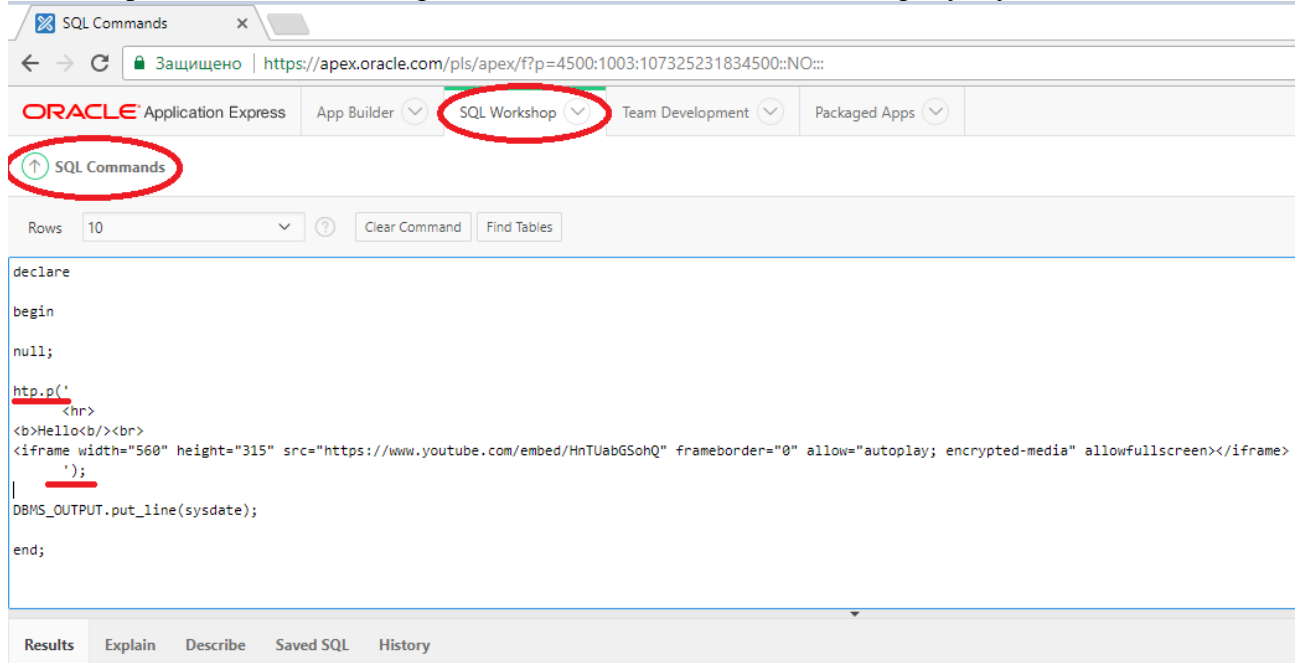 SQL Commands ×
Защищено | https://apex.oracle.com/pls/apex/f?p=4500:1003:107325231834500::NO:::
ORACLE Application Express App Builder SQL Workshop Team Development Packaged Apps
SQL Commands
Rows 10 ? Clear Command Find Tables
declare
begin
null;
htp.p('
<hr>
<b>Hello<b/><br>
<iframe width="560" height="315" src="https://www.youtube.com/embed/HnTUabGSohQ" frameborder="0" allow="autoplay; encrypted-media" allowfullscreen></iframe>
');
DBMS_OUTPUT.put_line(sysdate);
end;
Results Explain Describe Saved SQL History